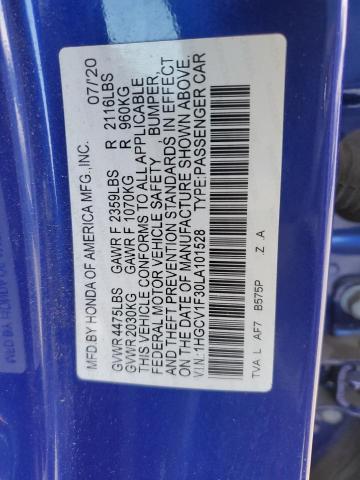 MFD.BY HONDA OF AMERICA MFG.,INC. 07/20
GVWR 4475LBS GAWR F 2359LBS R 2116LBS
GVWR 2030KG GAWR F 1070KG R 960KG
THIS VEHICLE CONFORMS TO ALL APPLICABLE
FEDERAL MOTOR VEHICLE SAFETY , BUMPER,
AND THEFT PREVENTION STANDARDS IN EFFECT
ON THE DATE OF MANUFACTURE SHOWN ABOVE.
V.I.N:1HGCV1F30LA101528 TYPE:PASSENGER CAR
TVA L AF7 B575P . Z . A